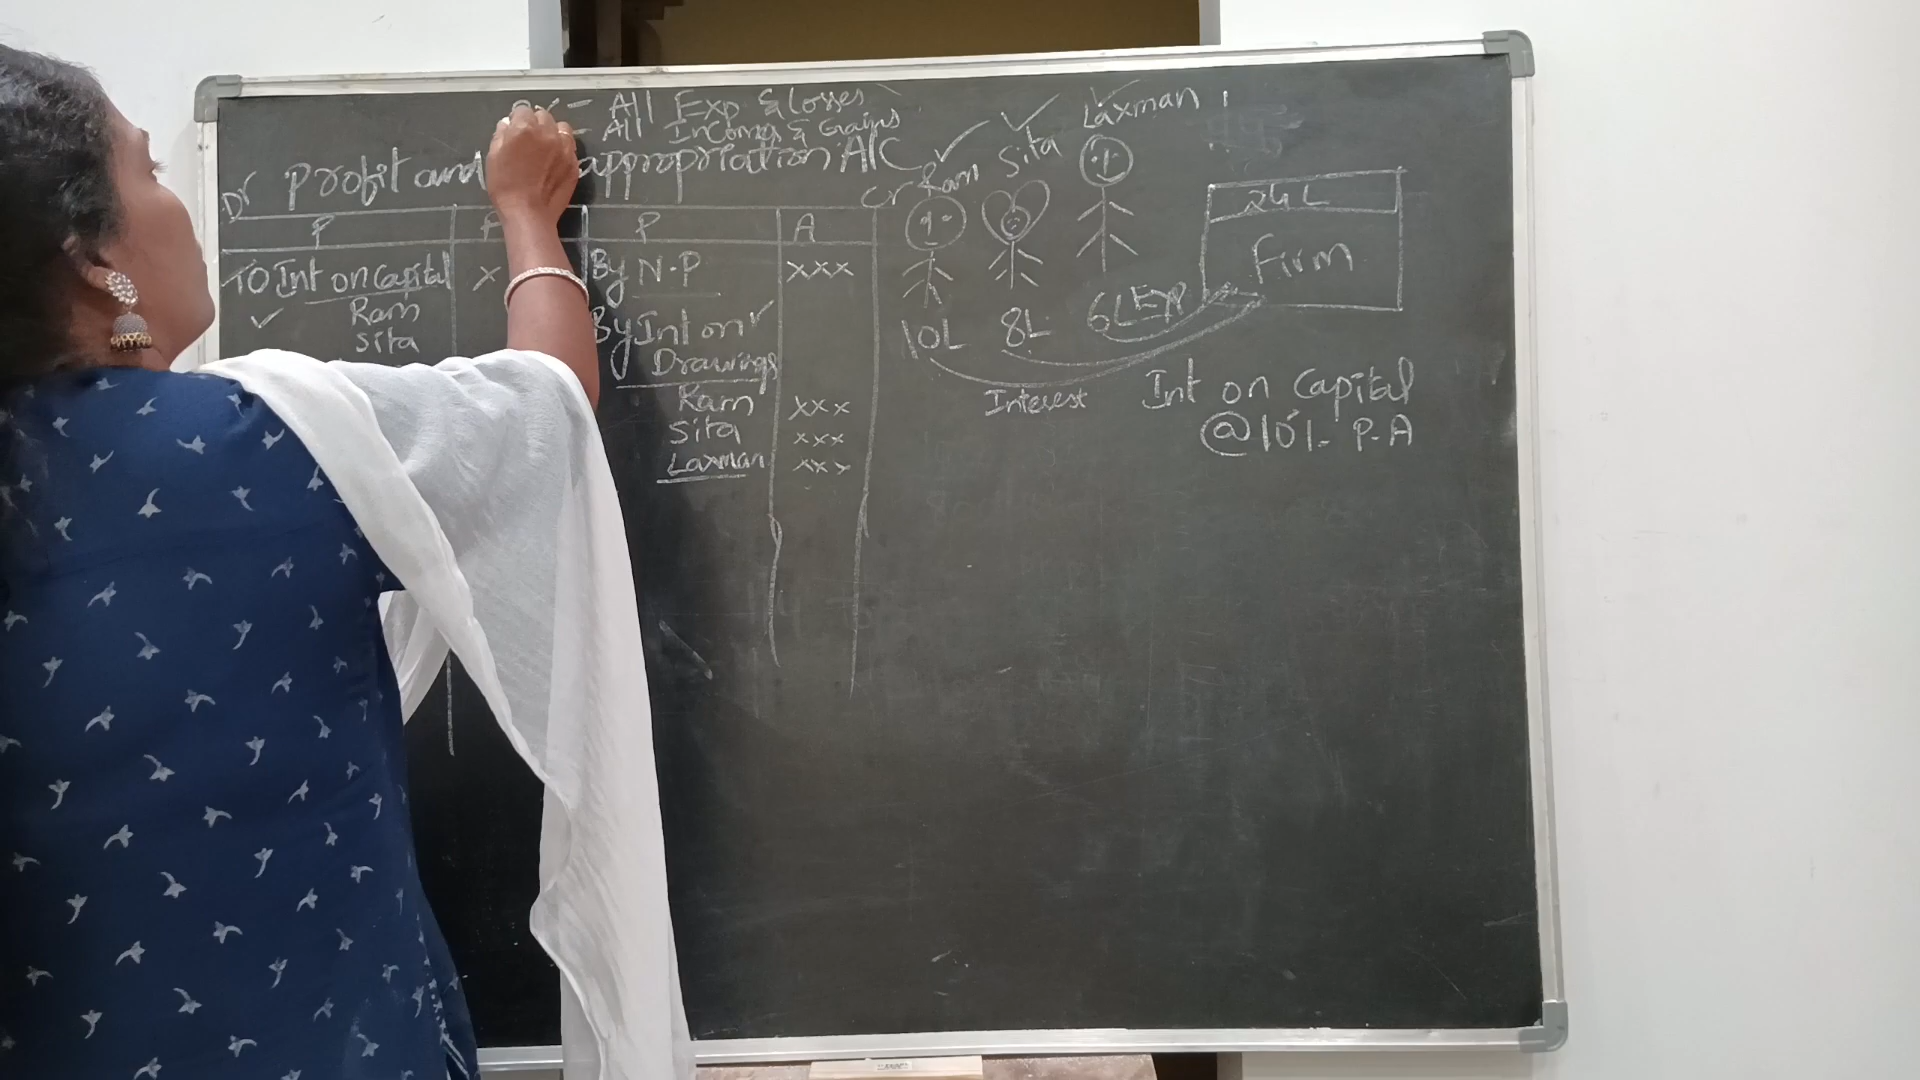 Dr - All Exp & Losses
- All Incomes & Gains
Dr Profit and appropriation A/C Cr
P P A
To Int on Capital x By N.P xxx
Ram
Sita
By Int on
Drawings
Ram xxx
Sita xxx
Laxman xxx
Ram Sita Laxman
10L 8L 6L Exp
Interest
24L
Firm
Int on Capital
@10%. P.A